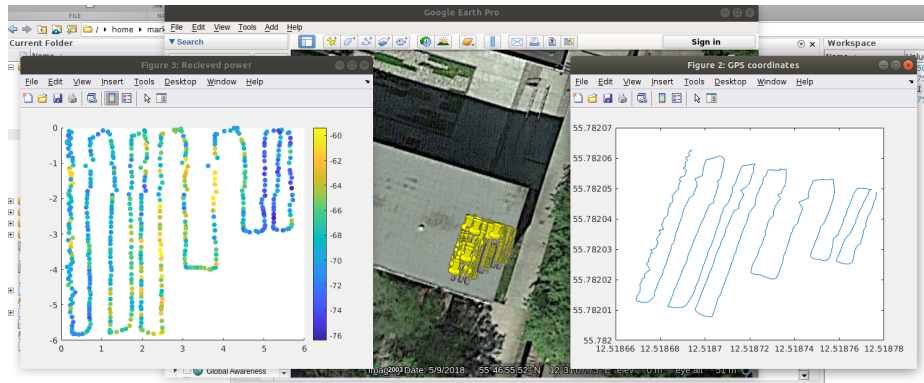 FILE
Google Earth Pro
File Edit View Tools Add Help
/ ▸ home ▸
Search
Sign in
Current Folder
Workspace
Name
Figure 3: Recieved power
Figure 2: GPS coordinates
File Edit View Insert Tools Desktop Window Help
File Edit View Insert Tools Desktop Window Help
0
-1
-2
-3
-4
-5
-6
0 1 2 3 4 5 6
-60
-62
-64
-66
-68
-70
-72
-74
-76
55.78207
55.78206
55.78205
55.78204
55.78203
55.78202
55.78201
55.782
12.51866 12.51868 12.5187 12.51872 12.51874 12.51876 12.51878
Global Awareness
2003
Date: 5/9/2018 55°46'55.52" N
elev 0 m eye alt 51 m